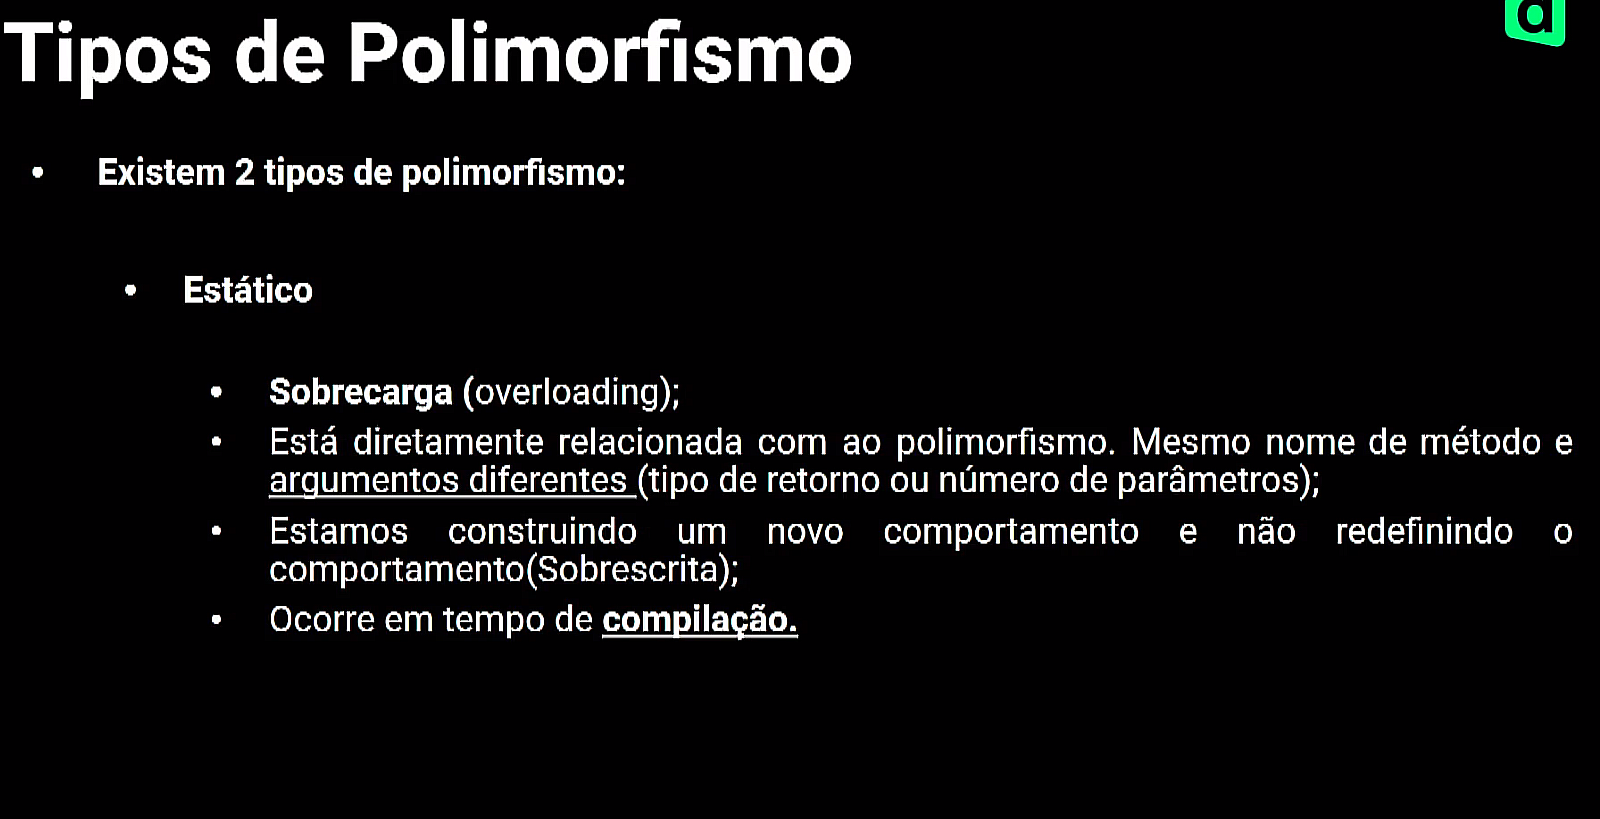 Tipos de Polimorfismo
• Existem 2 tipos de polimorfismo:
• Estático
• Sobrecarga (overloading);
• Está diretamente relacionada com ao polimorfismo. Mesmo nome de método e
argumentos diferentes (tipo de retorno ou número de parâmetros);
• Estamos construindo um novo comportamento e não redefinindo o
comportamento(Sobrescrita);
• Ocorre em tempo de compilação.